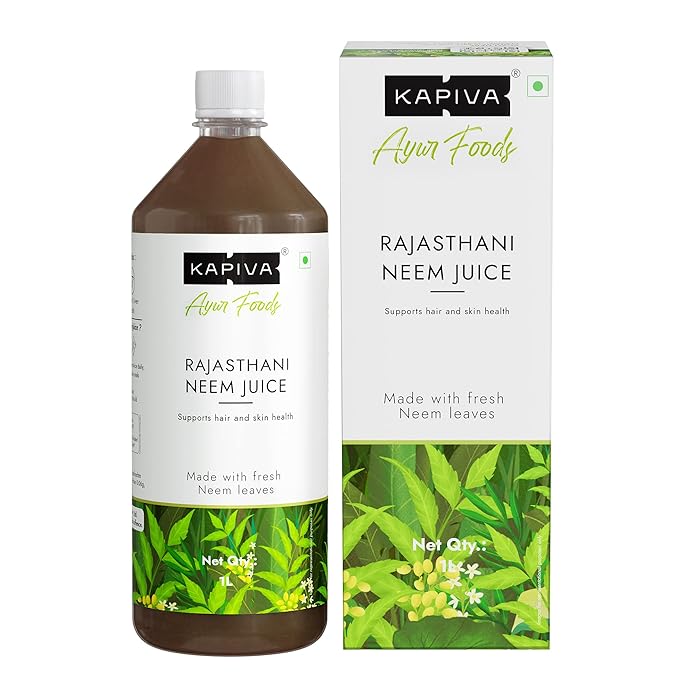 KAPIVA
®
Ayur Foods
RAJASTHANI
NEEM JUICE
Supports hair and skin health
Made with fresh
Neem leaves
Net Qty.:
1L
KAPIVA
®
Ayur Foods
RAJASTHANI
NEEM JUICE
Supports hair and skin health
Made with fresh
Neem leaves
Net Qty.:
1L